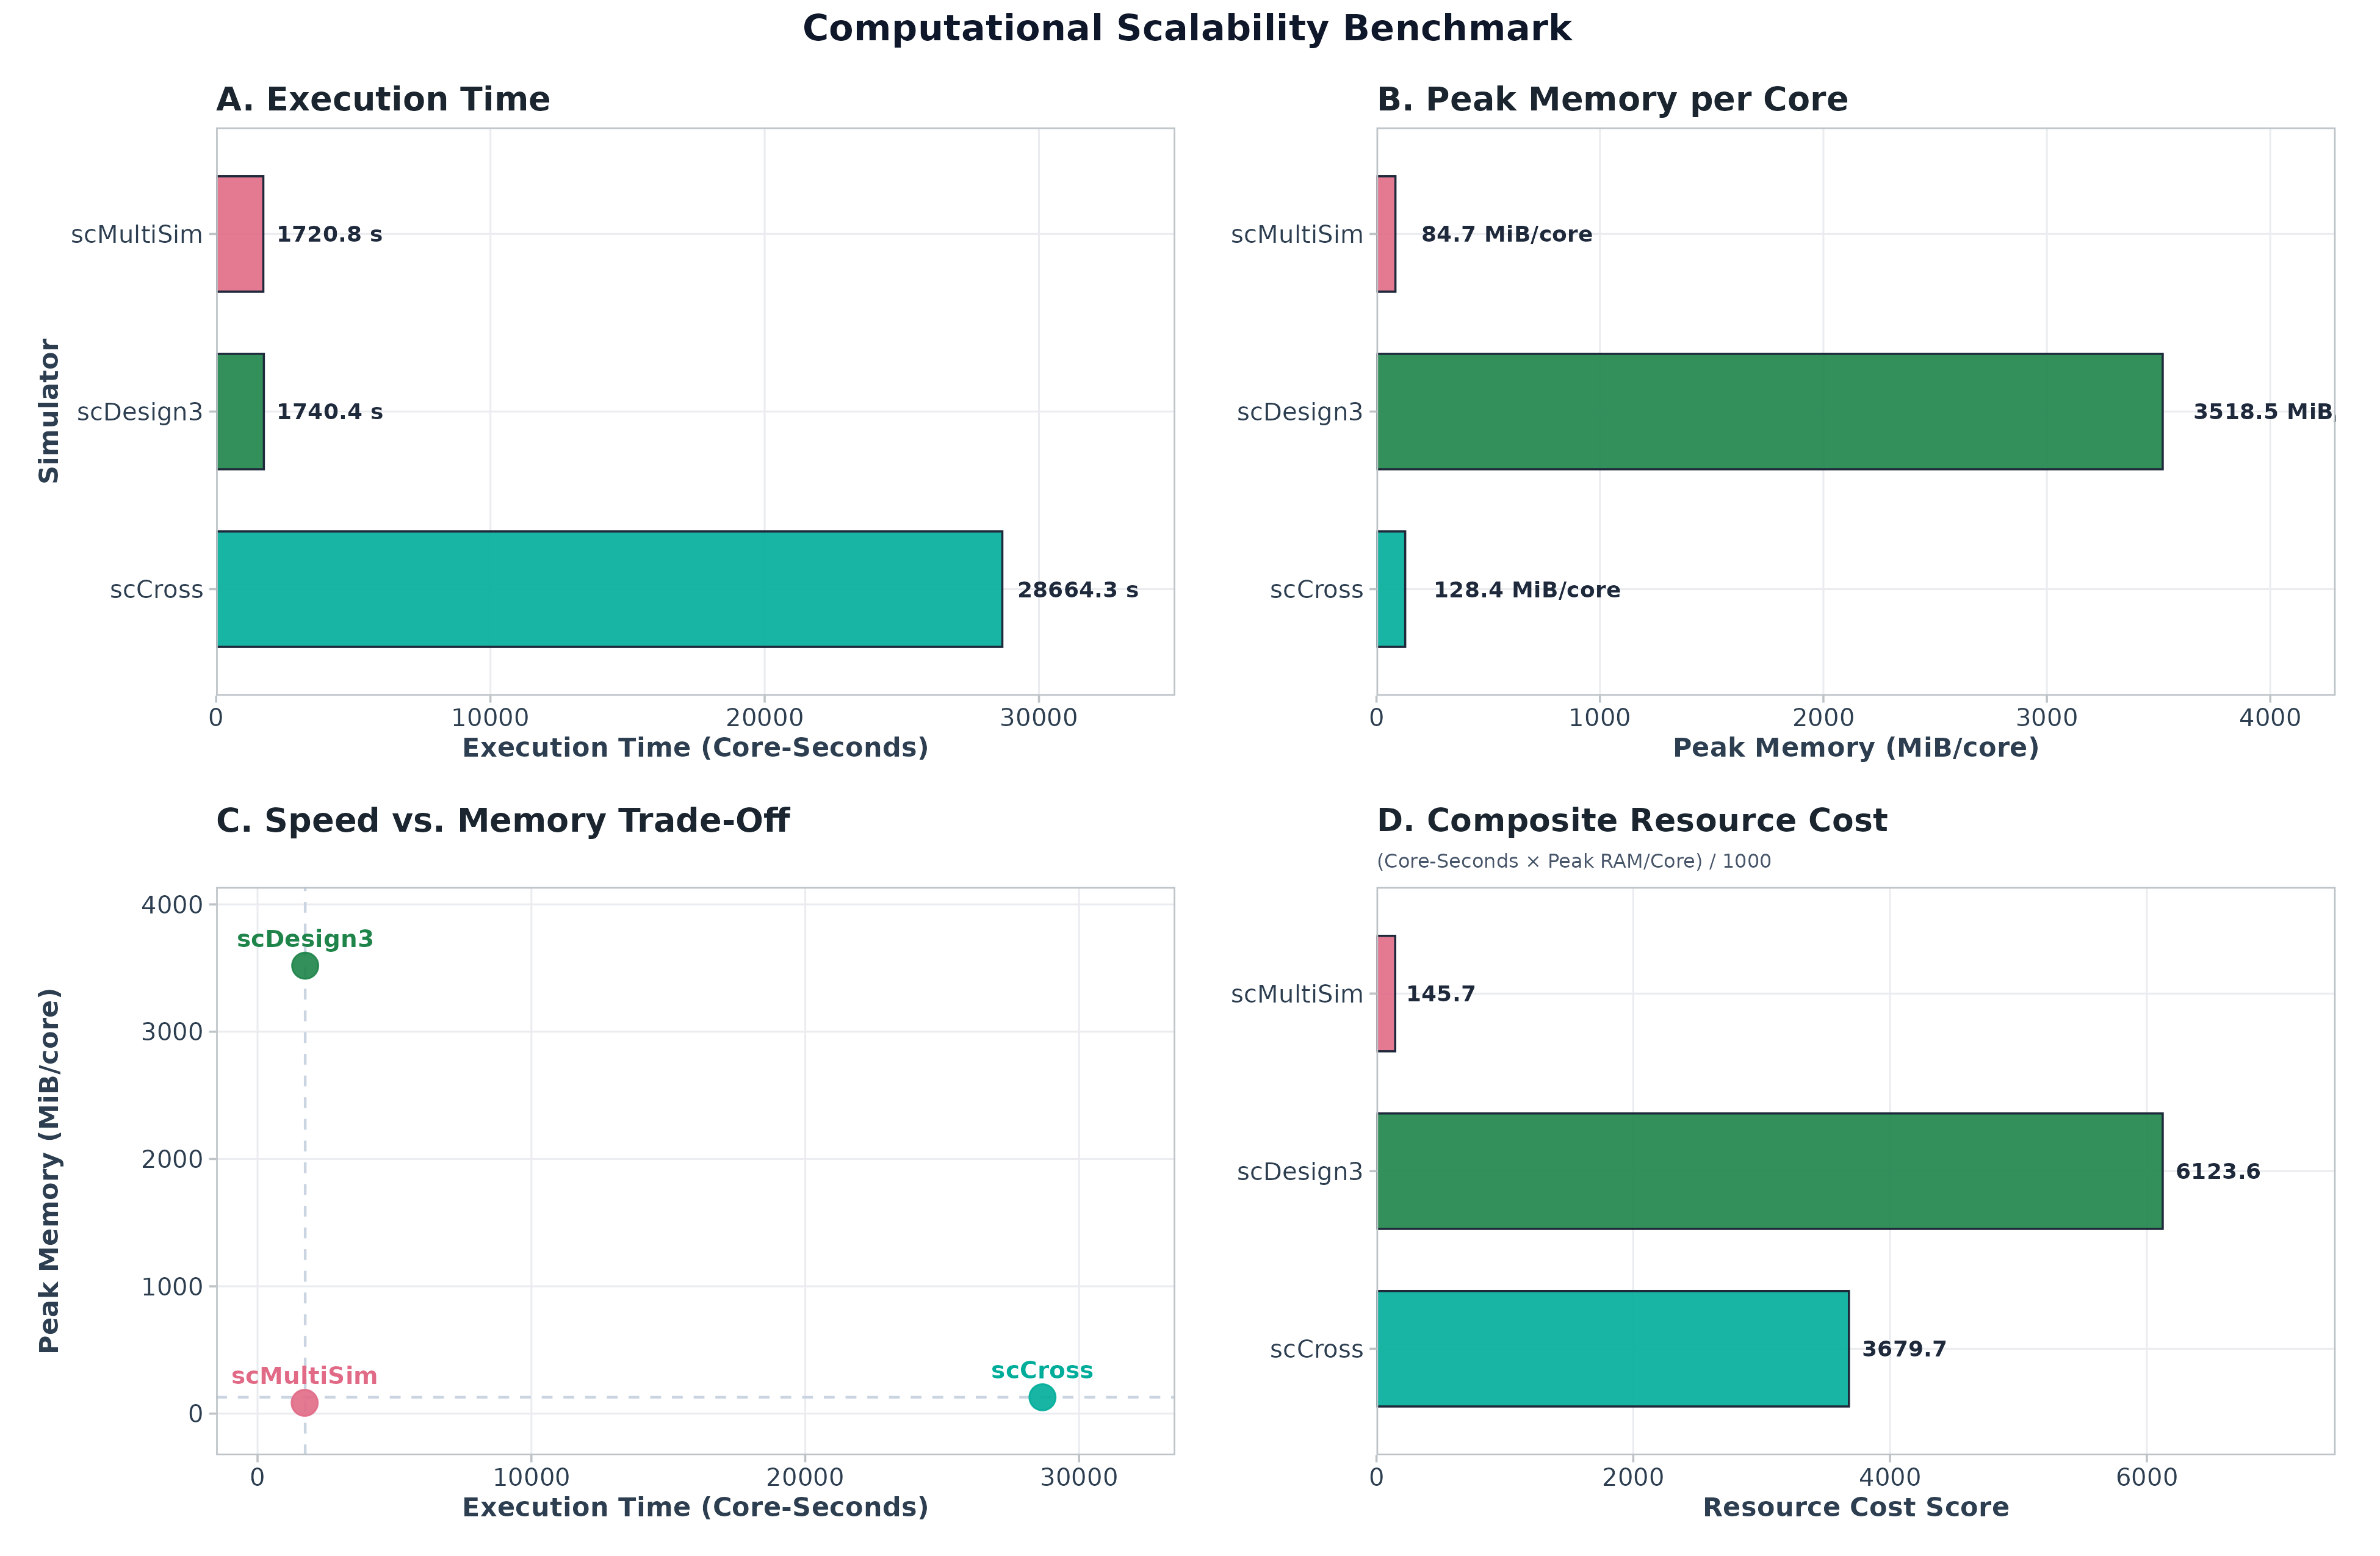 Computational Scalability Benchmark
A. Execution Time
Simulator
scMultiSim
1720.8 s
scDesign3
1740.4 s
scCross
28664.3 s
0 10000 20000 30000
Execution Time (Core-Seconds)
B. Peak Memory per Core
scMultiSim
84.7 MiB/core
scDesign3
3518.5 MiB
scCross
128.4 MiB/core
0 1000 2000 3000 4000
Peak Memory (MiB/core)
C. Speed vs. Memory Trade-Off
Peak Memory (MiB/core)
4000
3000
2000
1000
0
scDesign3
scMultiSim
scCross
0 10000 20000 30000
Execution Time (Core-Seconds)
D. Composite Resource Cost
(Core-Seconds × Peak RAM/Core) / 1000
scMultiSim
145.7
scDesign3
6123.6
scCross
3679.7
0 2000 4000 6000
Resource Cost Score